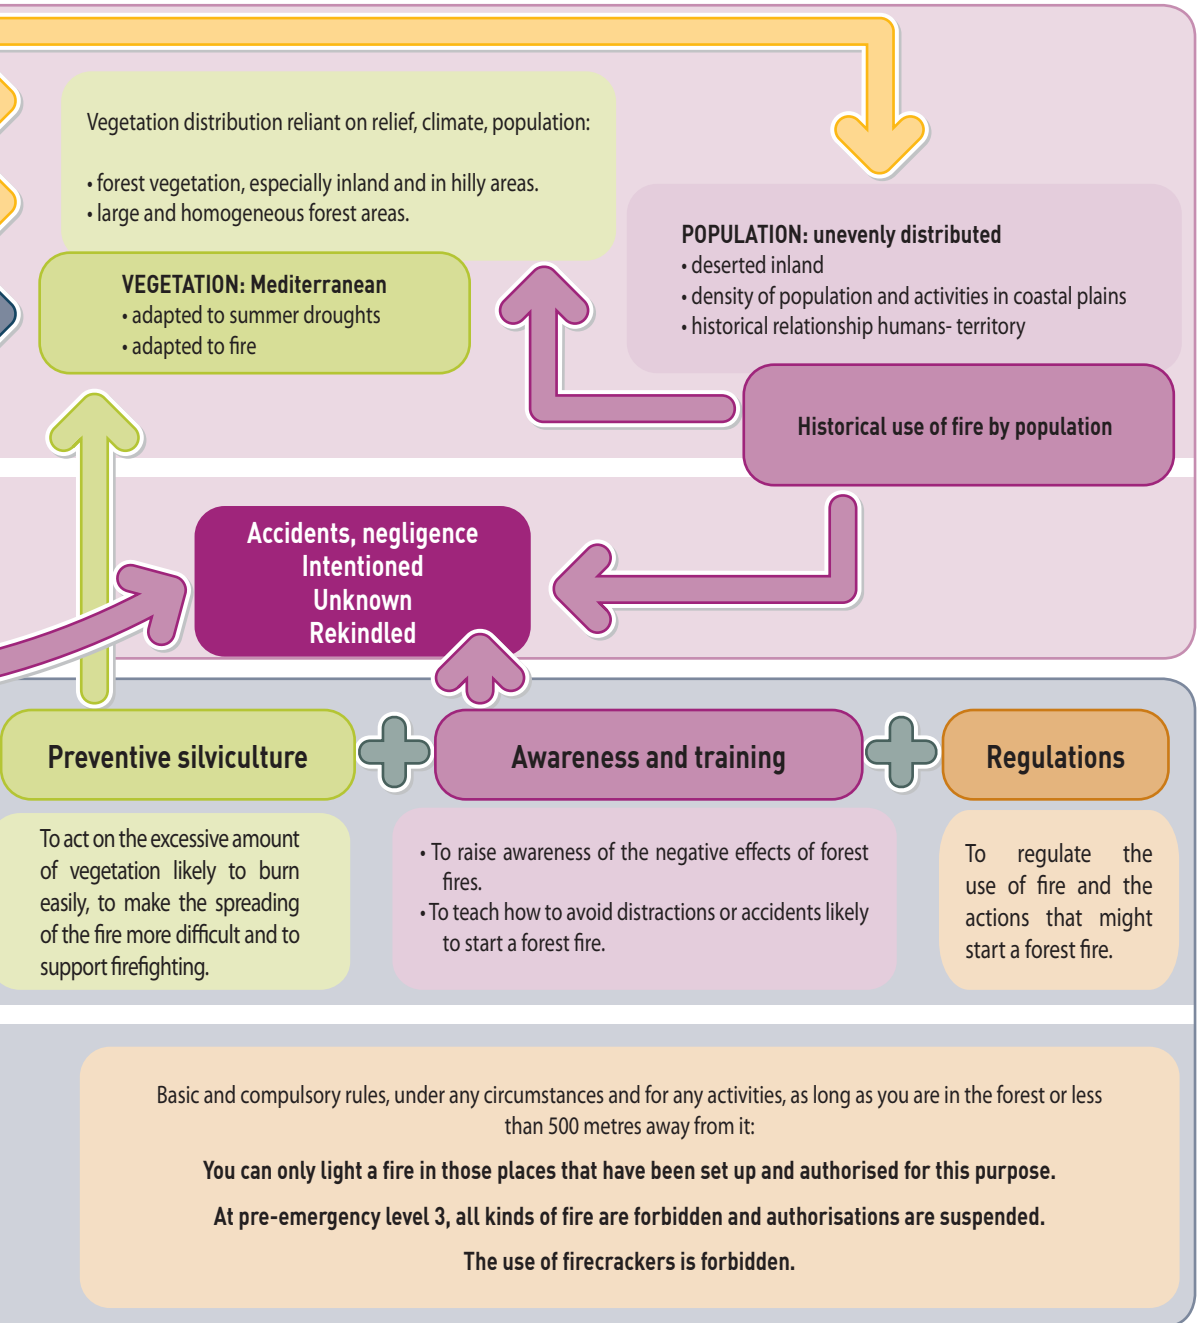 Vegetation distribution reliant on relief, climate, population:
• forest vegetation, especially inland and in hilly areas.
• large and homogeneous forest areas.
VEGETATION: Mediterranean
• adapted to summer droughts
• adapted to fire
POPULATION: unevenly distributed
• deserted inland
• density of population and activities in coastal plains
• historical relationship humans- territory
Historical use of fire by population
Accidents, negligence
Intentioned
Unknown
Rekindled
Preventive silviculture
To act on the excessive amount
of vegetation likely to burn
easily, to make the spreading
of the fire more difficult and to
support firefighting.
Awareness and training
• To raise awareness of the negative effects of forest
fires.
• To teach how to avoid distractions or accidents likely
to start a forest fire.
Regulations
To regulate the
use of fire and the
actions that might
start a forest fire.
Basic and compulsory rules, under any circumstances and for any activities, as long as you are in the forest or less
than 500 metres away from it:
You can only light a fire in those places that have been set up and authorised for this purpose.
At pre-emergency level 3, all kinds of fire are forbidden and authorisations are suspended.
The use of firecrackers is forbidden.